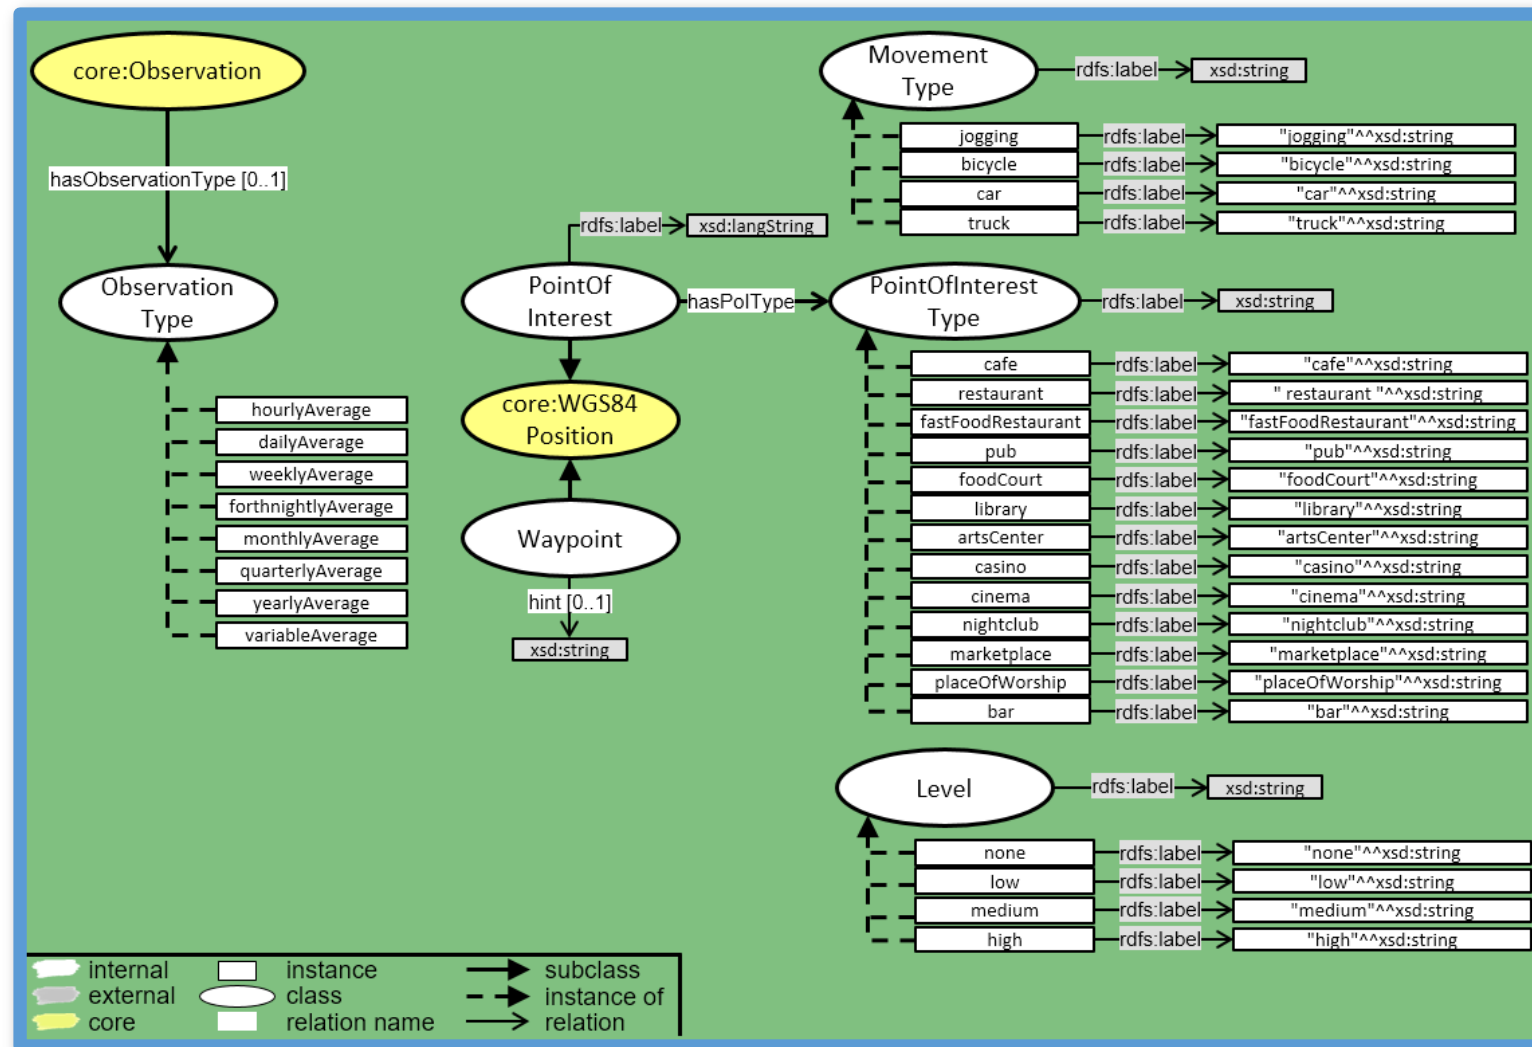 core:Observation
hasObservationType [0..1]
Observation
Type
hourlyAverage
dailyAverage
weeklyAverage
forthnightlyAverage
monthlyAverage
quarterlyAverage
yearlyAverage
variableAverage
rdfs:label
xsd:langString
PointOf
Interest
hasPoIType
core:WGS84
Position
Waypoint
hint [0..1]
xsd:string
Movement
Type
rdfs:label
xsd:string
jogging rdfs:label "jogging"^^xsd:string
bicycle rdfs:label "bicycle"^^xsd:string
car rdfs:label "car"^^xsd:string
truck rdfs:label "truck"^^xsd:string
PointOfInterest
Type
rdfs:label
xsd:string
cafe rdfs:label "cafe"^^xsd:string
restaurant rdfs:label " restaurant "^^xsd:string
fastFoodRestaurant rdfs:label "fastFoodRestaurant"^^xsd:string
pub rdfs:label "pub"^^xsd:string
foodCourt rdfs:label "foodCourt"^^xsd:string
library rdfs:label "library"^^xsd:string
artsCenter rdfs:label "artsCenter"^^xsd:string
casino rdfs:label "casino"^^xsd:string
cinema rdfs:label "cinema"^^xsd:string
nightclub rdfs:label "nightclub"^^xsd:string
marketplace rdfs:label "marketplace"^^xsd:string
placeOfWorship rdfs:label "placeOfWorship"^^xsd:string
bar rdfs:label "bar"^^xsd:string
Level
rdfs:label
xsd:string
none rdfs:label "none"^^xsd:string
low rdfs:label "low"^^xsd:string
medium rdfs:label "medium"^^xsd:string
high rdfs:label "high"^^xsd:string
internal instance subclass
external class instance of
core relation name relation